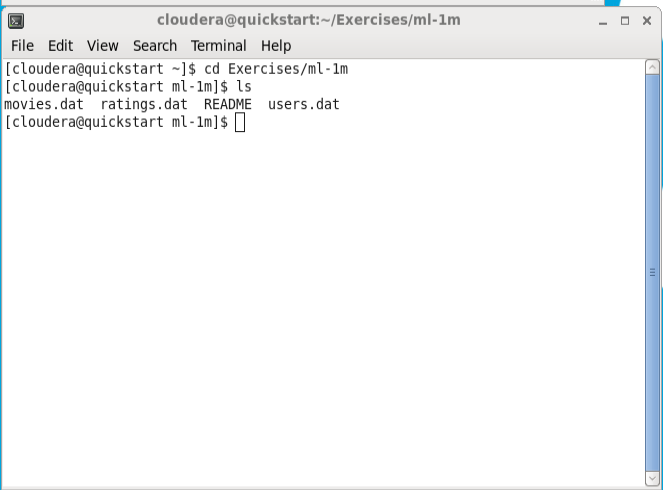 cloudera@quickstart:~/Exercises/ml-1m
File Edit View Search Terminal Help
[cloudera@quickstart ~]$ cd Exercises/ml-1m
[cloudera@quickstart ml-1m]$ ls
movies.dat  ratings.dat  README  users.dat
[cloudera@quickstart ml-1m]$